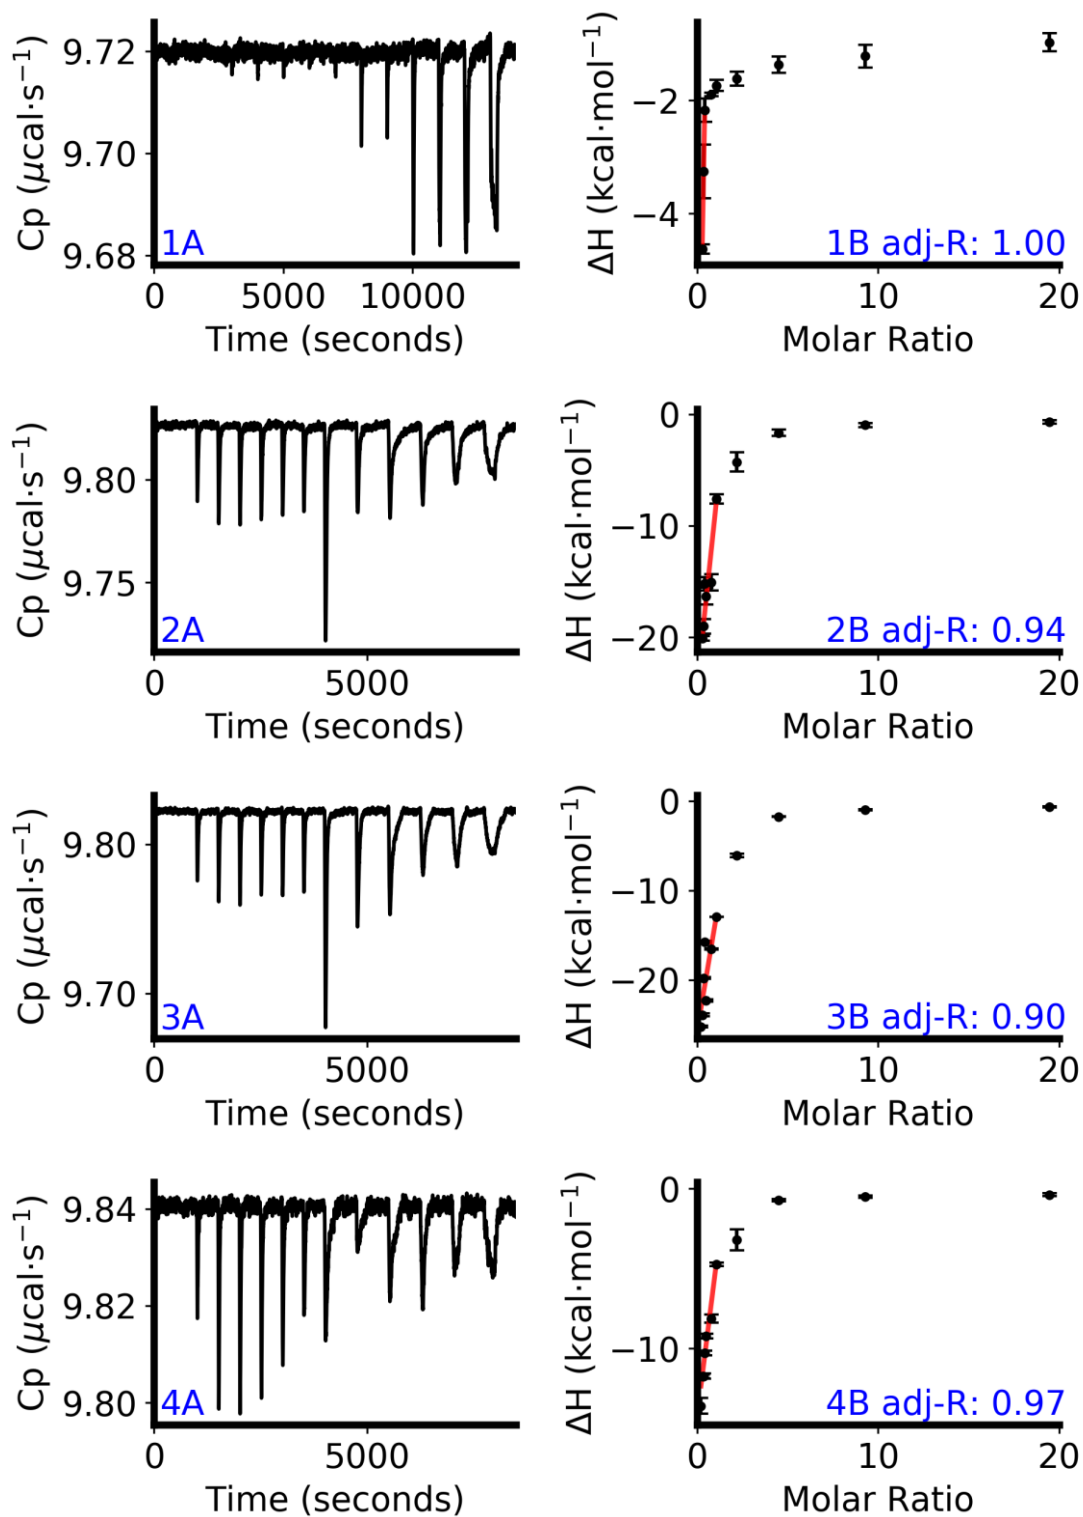 Cp (μcal·s⁻¹)
9.72
9.70
9.68
1A
0 5000 10000
Time (seconds)
ΔH (kcal·mol⁻¹)
−2
−4
1B adj-R: 1.00
0 10 20
Molar Ratio
Cp (μcal·s⁻¹)
9.80
9.75
2A
0 5000
Time (seconds)
ΔH (kcal·mol⁻¹)
0
−10
−20
2B adj-R: 0.94
0 10 20
Molar Ratio
Cp (μcal·s⁻¹)
9.80
9.70
3A
0 5000
Time (seconds)
ΔH (kcal·mol⁻¹)
0
−10
−20
3B adj-R: 0.90
0 10 20
Molar Ratio
Cp (μcal·s⁻¹)
9.84
9.82
9.80
4A
0 5000
Time (seconds)
ΔH (kcal·mol⁻¹)
0
−10
4B adj-R: 0.97
0 10 20
Molar Ratio